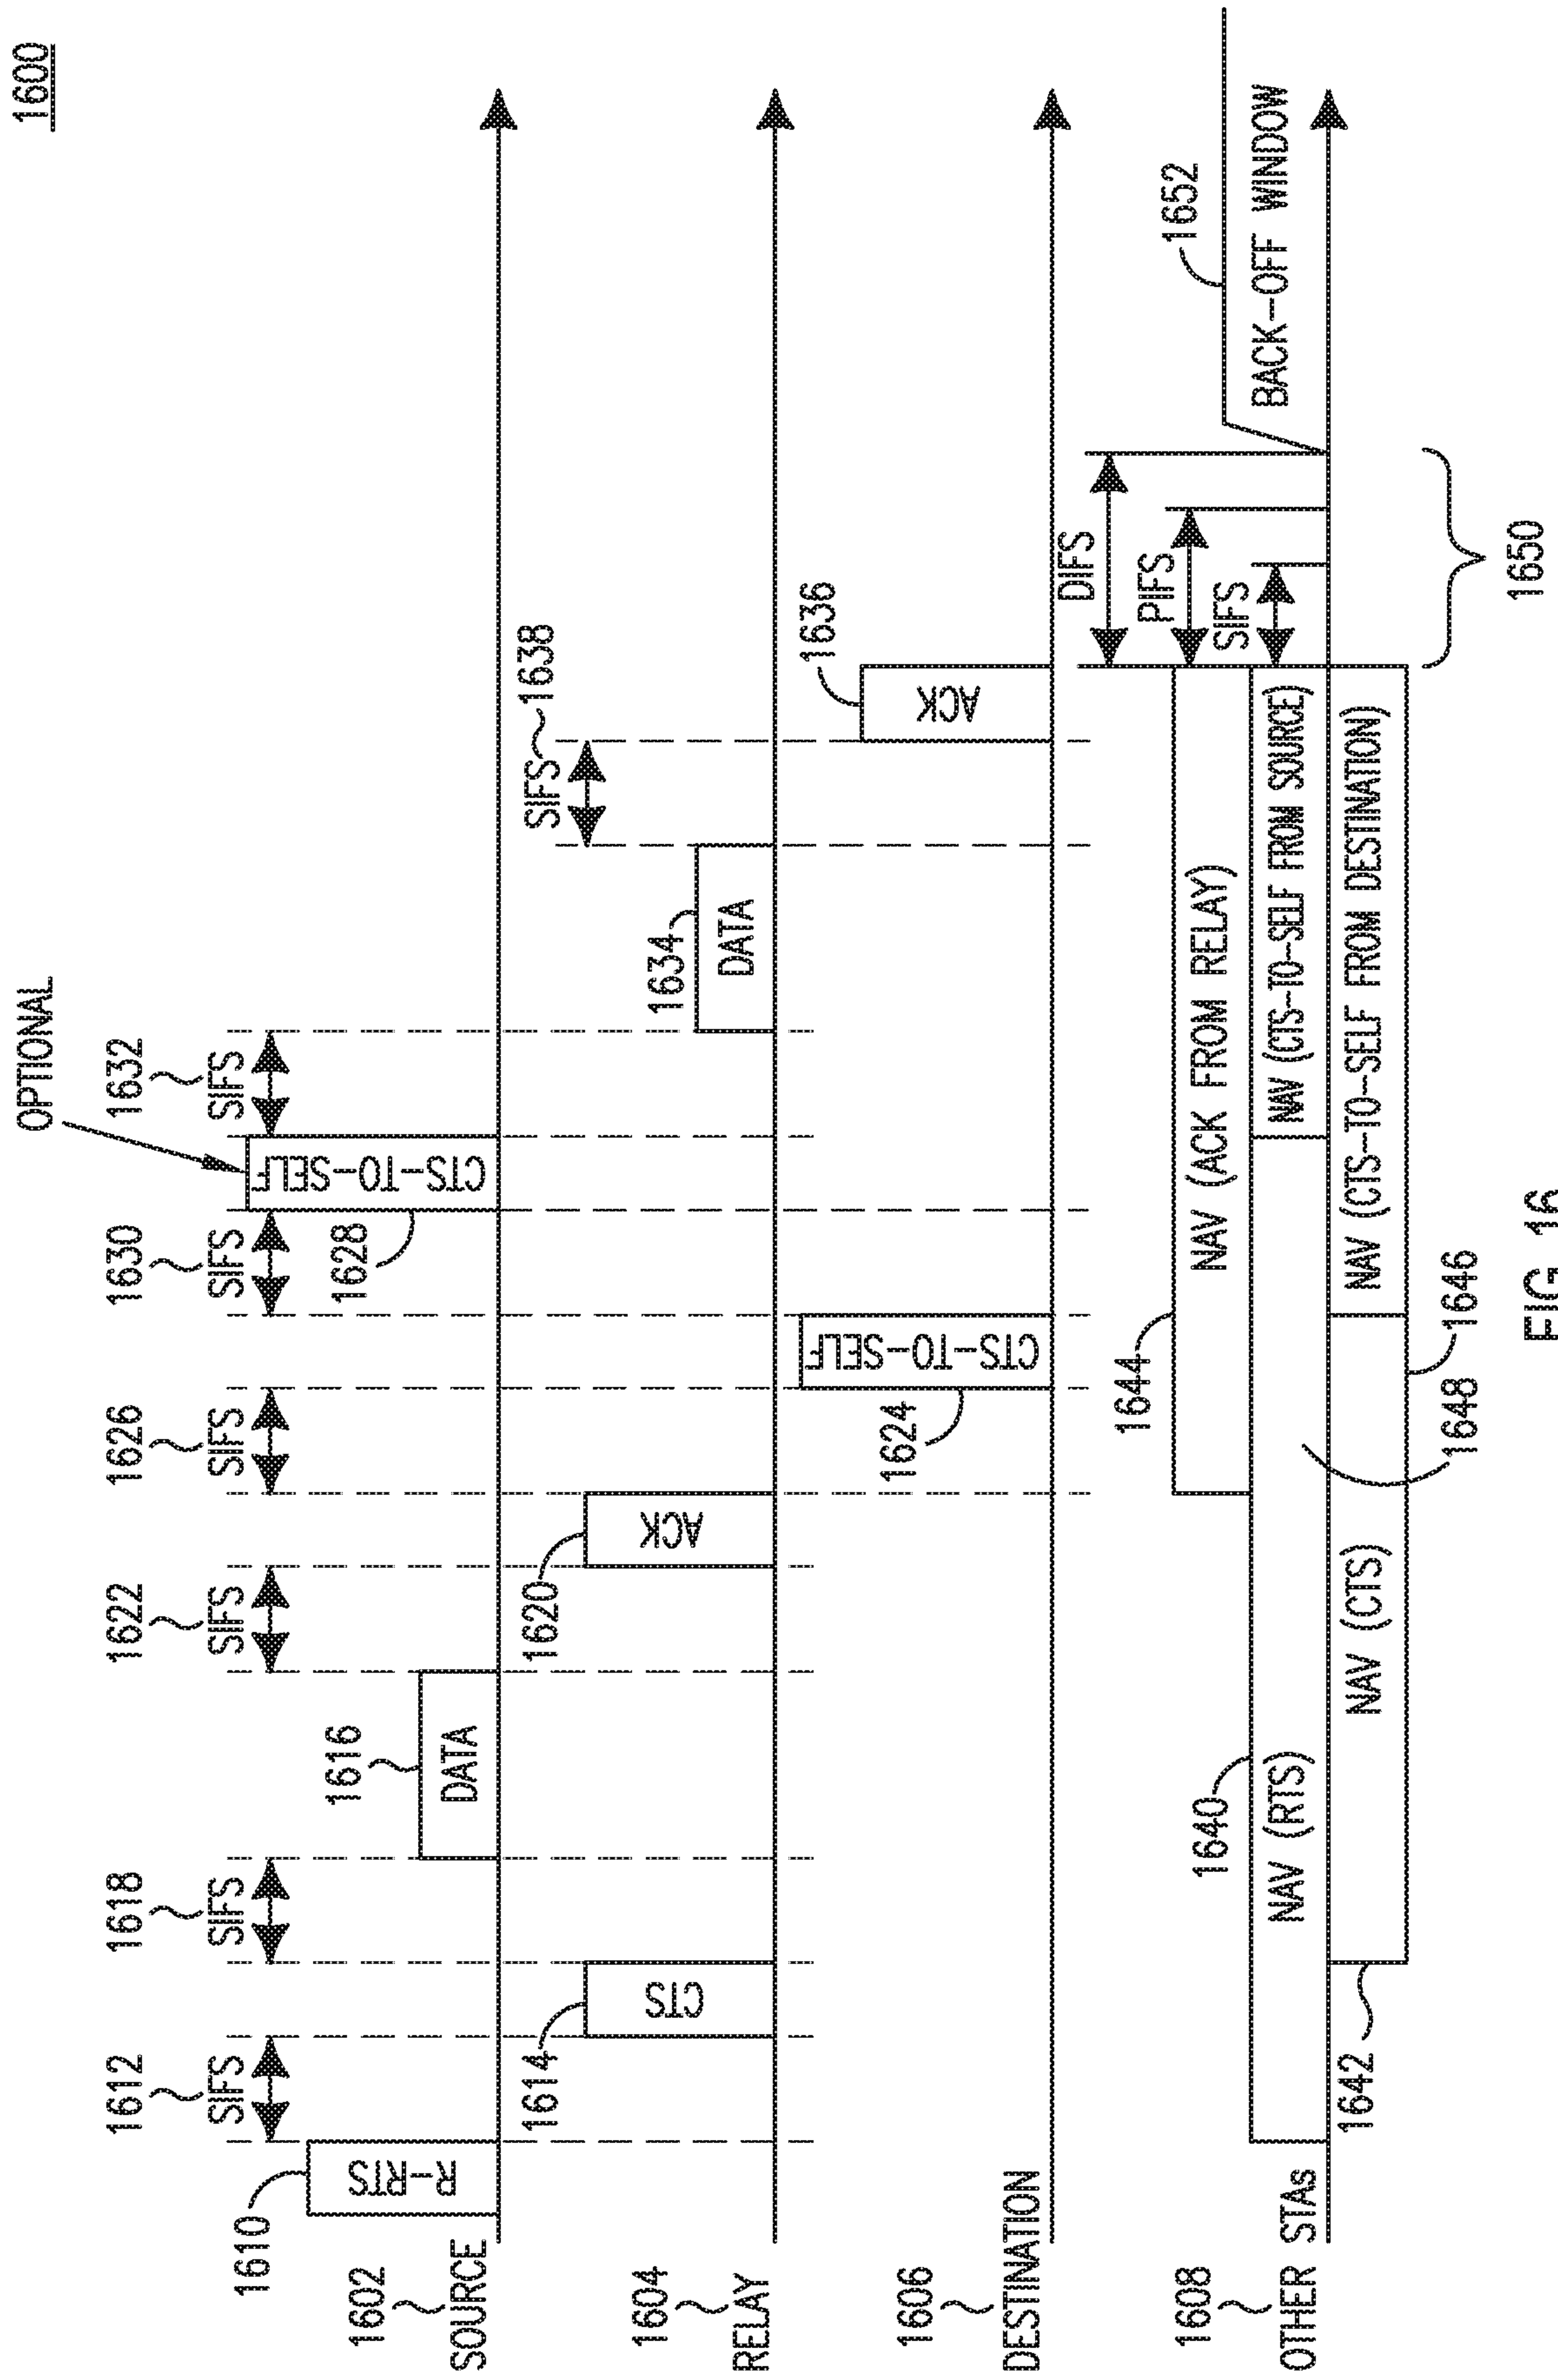 1600
OPTIONAL
1612
1618
1622
1626
1630
1632
SIFS
SIFS
SIFS
SIFS
SIFS
SIFS
1610
R-RTS
1616
DATA
1628
CTS-TO-SELF
1602
SOURCE
1614
CTS
1620
ACK
1634
DATA
SIFS
1638
1604
RELAY
1624
CTS-TO-SELF
1636
ACK
1606
DESTINATION
DIFS
PIFS
SIFS
1652
BACK-OFF WINDOW
1644
NAV (ACK FROM RELAY)
1640
NAV (RTS)
NAV (CTS-TO-SELF FROM SOURCE)
1608
OTHER STAs
1642
NAV (CTS)
NAV (CTS-TO-SELF FROM DESTINATION)
1648
1646
1650
FIG. 16